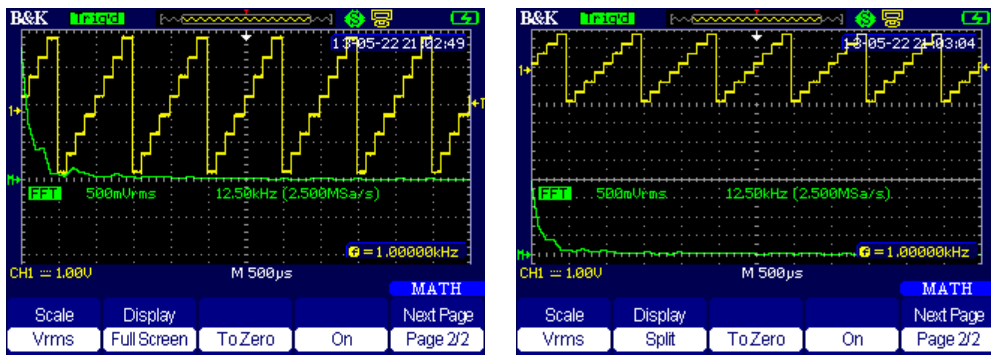 B&K Trig'd S
13-05-22 21:02:49
1
T
M
FFT 500mVrms 12.50kHz (2.500MSa/s)
f = 1.00000kHz
CH1 1.00V M 500µs
MATH
Scale Display Next Page
Vrms Full Screen To Zero On Page 2/2
B&K Trig'd S
13-05-22 21:03:04
1
FFT 500mVrms 12.50kHz (2.500MSa/s)
M
f = 1.00000kHz
CH1 1.00V M 500µs
MATH
Scale Display Next Page
Vrms Split To Zero On Page 2/2